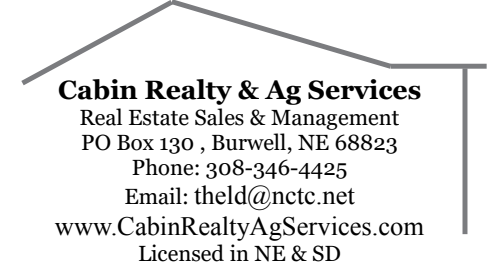 Cabin Realty & Ag Services
Real Estate Sales & Management
PO Box 130 , Burwell, NE 68823
Phone: 308-346-4425
Email: theld@nctc.net
www.CabinRealtyAgServices.com
Licensed in NE & SD